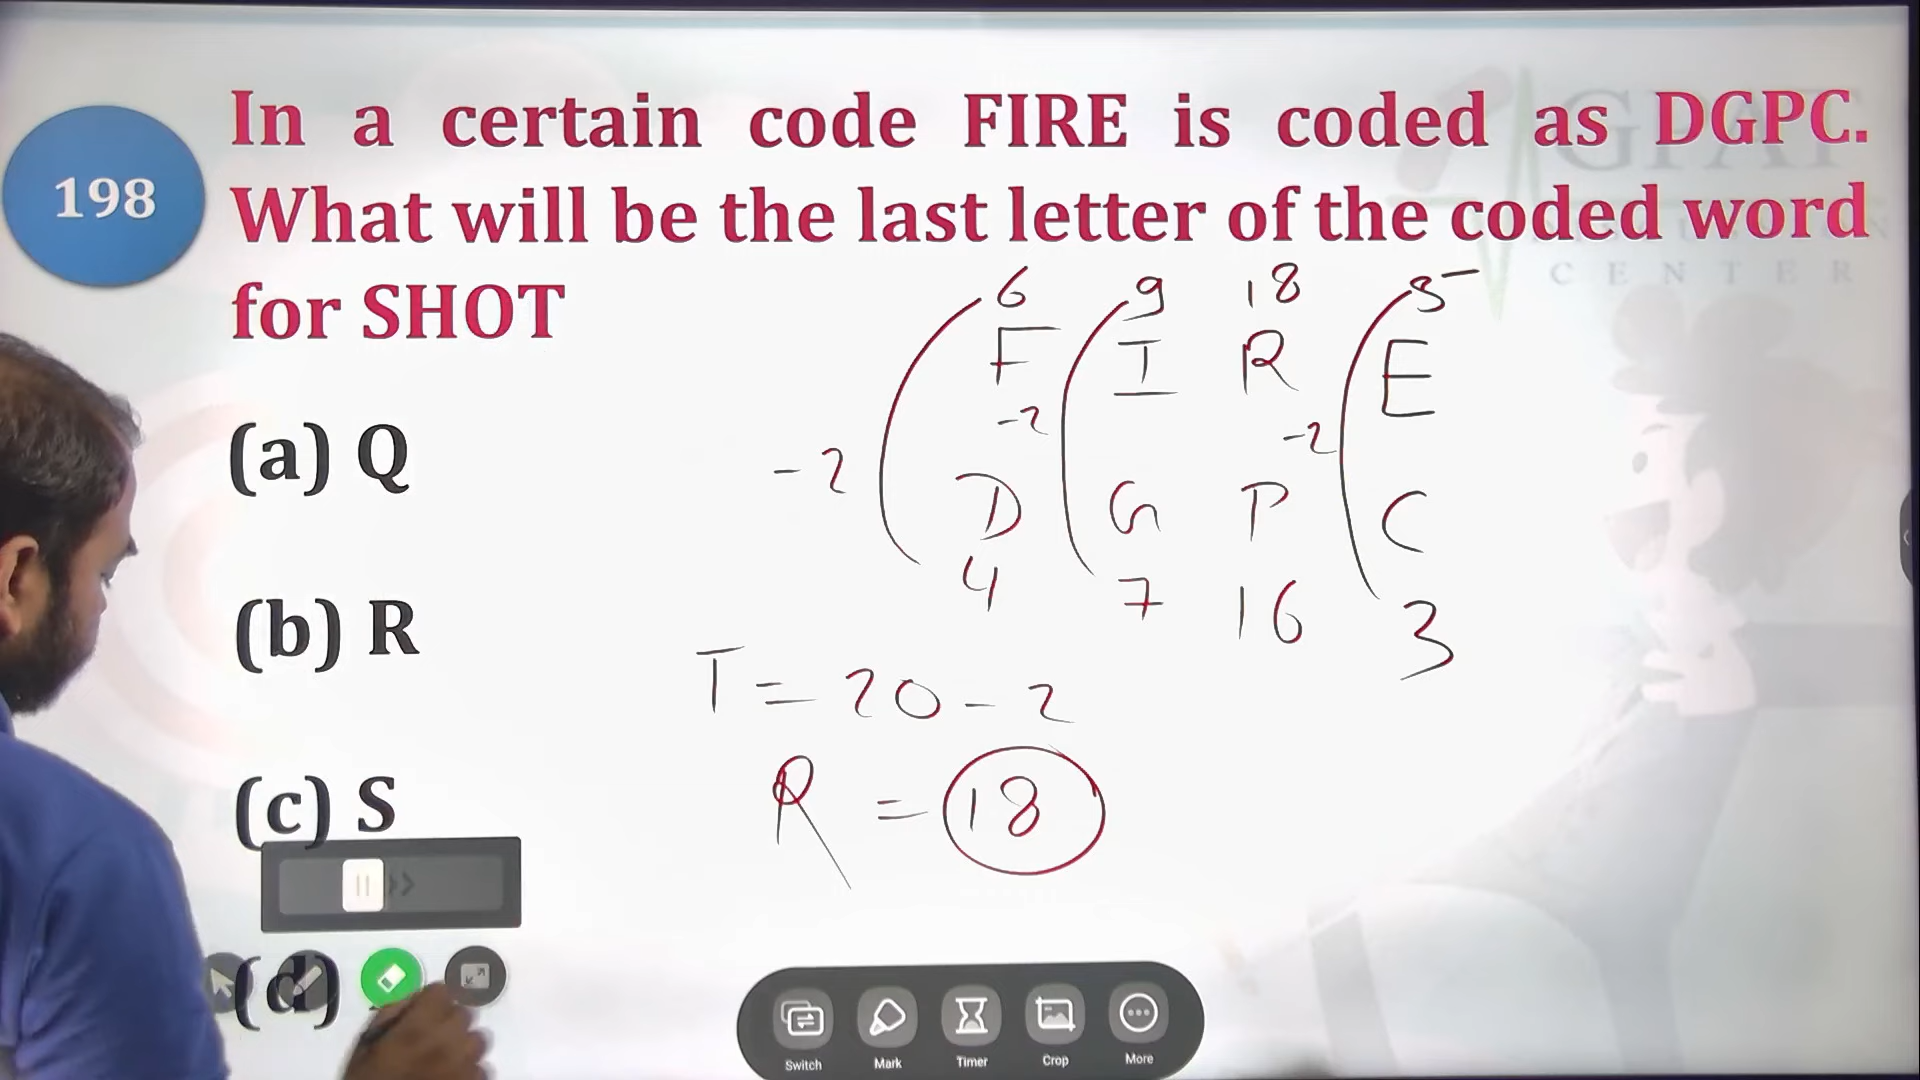 198
In a certain code FIRE is coded as DGPC.
What will be the last letter of the coded word
for SHOT
(a) Q
(b) R
(c) S
(d)
6 9 18 5
F I R E
-2 -2 -2
D G P C
4 7 16 3
T = 20 - 2
R = 18
GPAT
CENTER
Switch Mark Timer Crop More